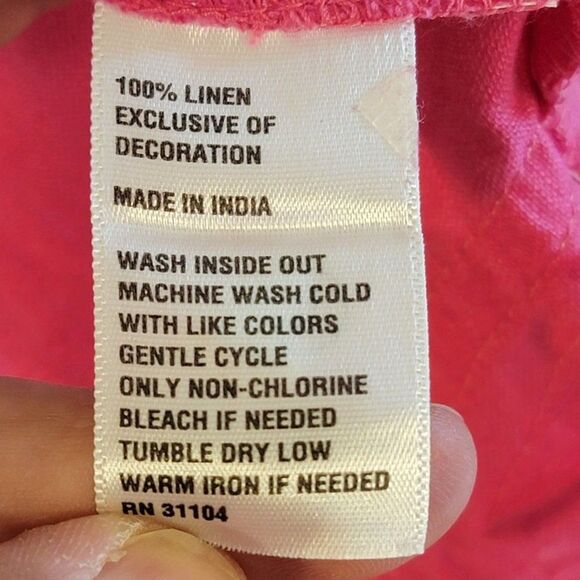 100% LINEN
EXCLUSIVE OF
DECORATION
MADE IN INDIA
WASH INSIDE OUT
MACHINE WASH COLD
WITH LIKE COLORS
GENTLE CYCLE
ONLY NON-CHLORINE
BLEACH IF NEEDED
TUMBLE DRY LOW
WARM IRON IF NEEDED
RN 31104